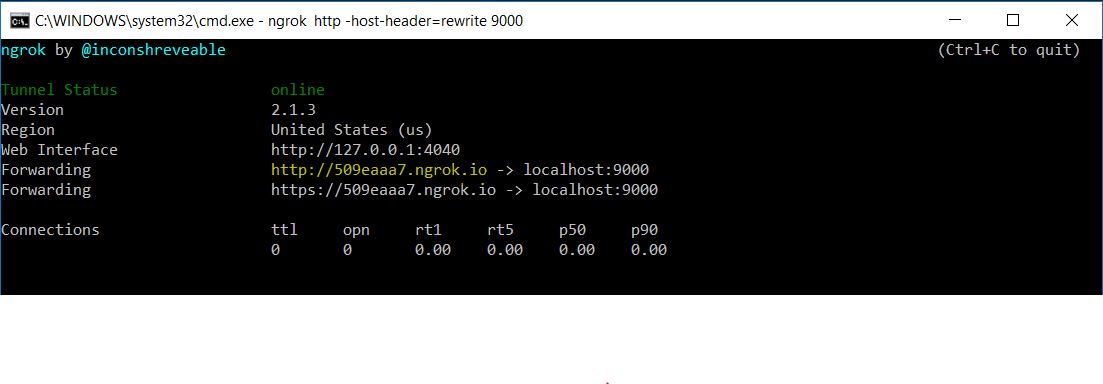 C:\WINDOWS\system32\cmd.exe - ngrok http -host-header=rewrite 9000
ngrok by @inconshreveable (Ctrl+C to quit)
Tunnel Status online
Version 2.1.3
Region United States (us)
Web Interface http://127.0.0.1:4040
Forwarding http://509eaaa7.ngrok.io -> localhost:9000
Forwarding https://509eaaa7.ngrok.io -> localhost:9000
Connections ttl opn rt1 rt5 p50 p90
0 0 0.00 0.00 0.00 0.00